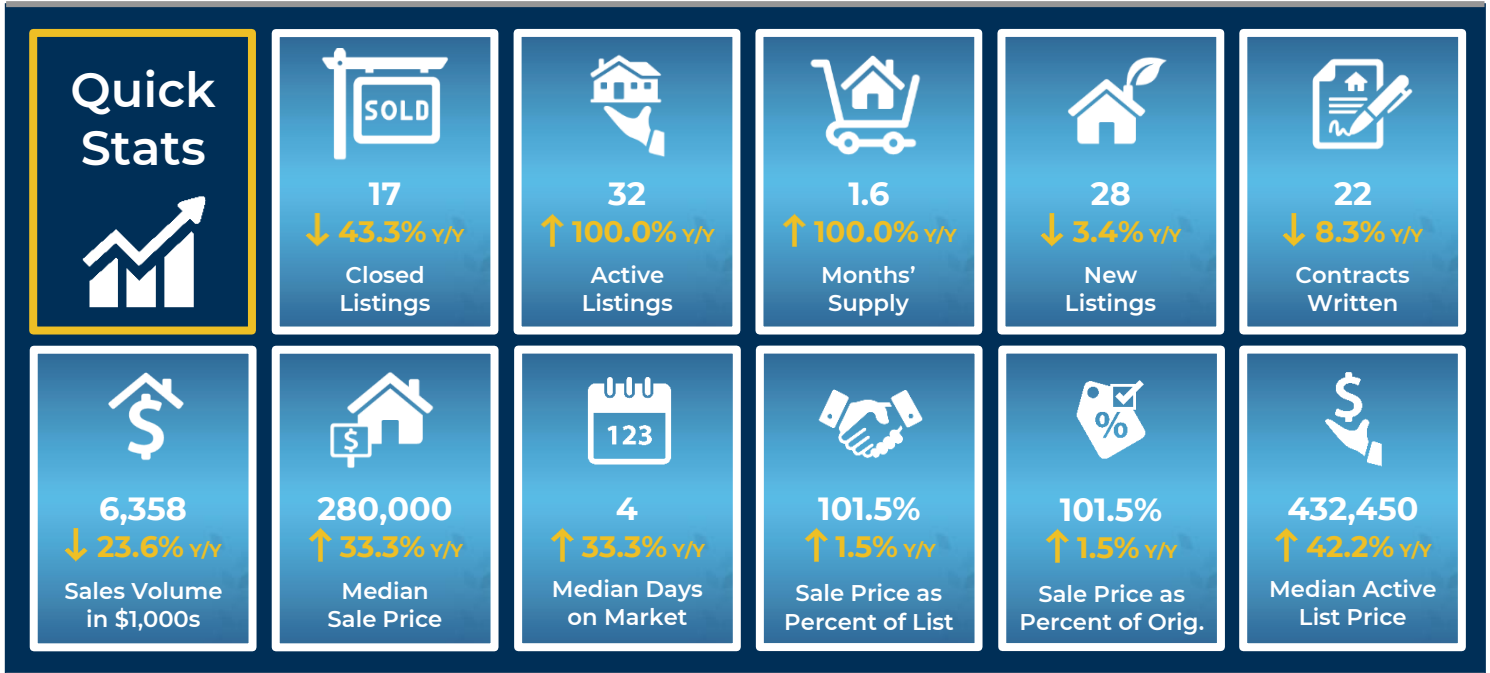 Quick
Stats
SOLD
17
↓ 43.3% Y/Y
Closed
Listings
32
↑ 100.0% Y/Y
Active
Listings
1.6
↑ 100.0% Y/Y
Months’
Supply
28
↓ 3.4% Y/Y
New
Listings
22
↓ 8.3% Y/Y
Contracts
Written
$
6,358
↓ 23.6% Y/Y
Sales Volume
in $1,000s
$
280,000
↑ 33.3% Y/Y
Median
Sale Price
123
4
↑ 33.3% Y/Y
Median Days
on Market
101.5%
↑ 1.5% Y/Y
Sale Price as
Percent of List
%
101.5%
↑ 1.5% Y/Y
Sale Price as
Percent of Orig.
$
432,450
↑ 42.2% Y/Y
Median Active
List Price